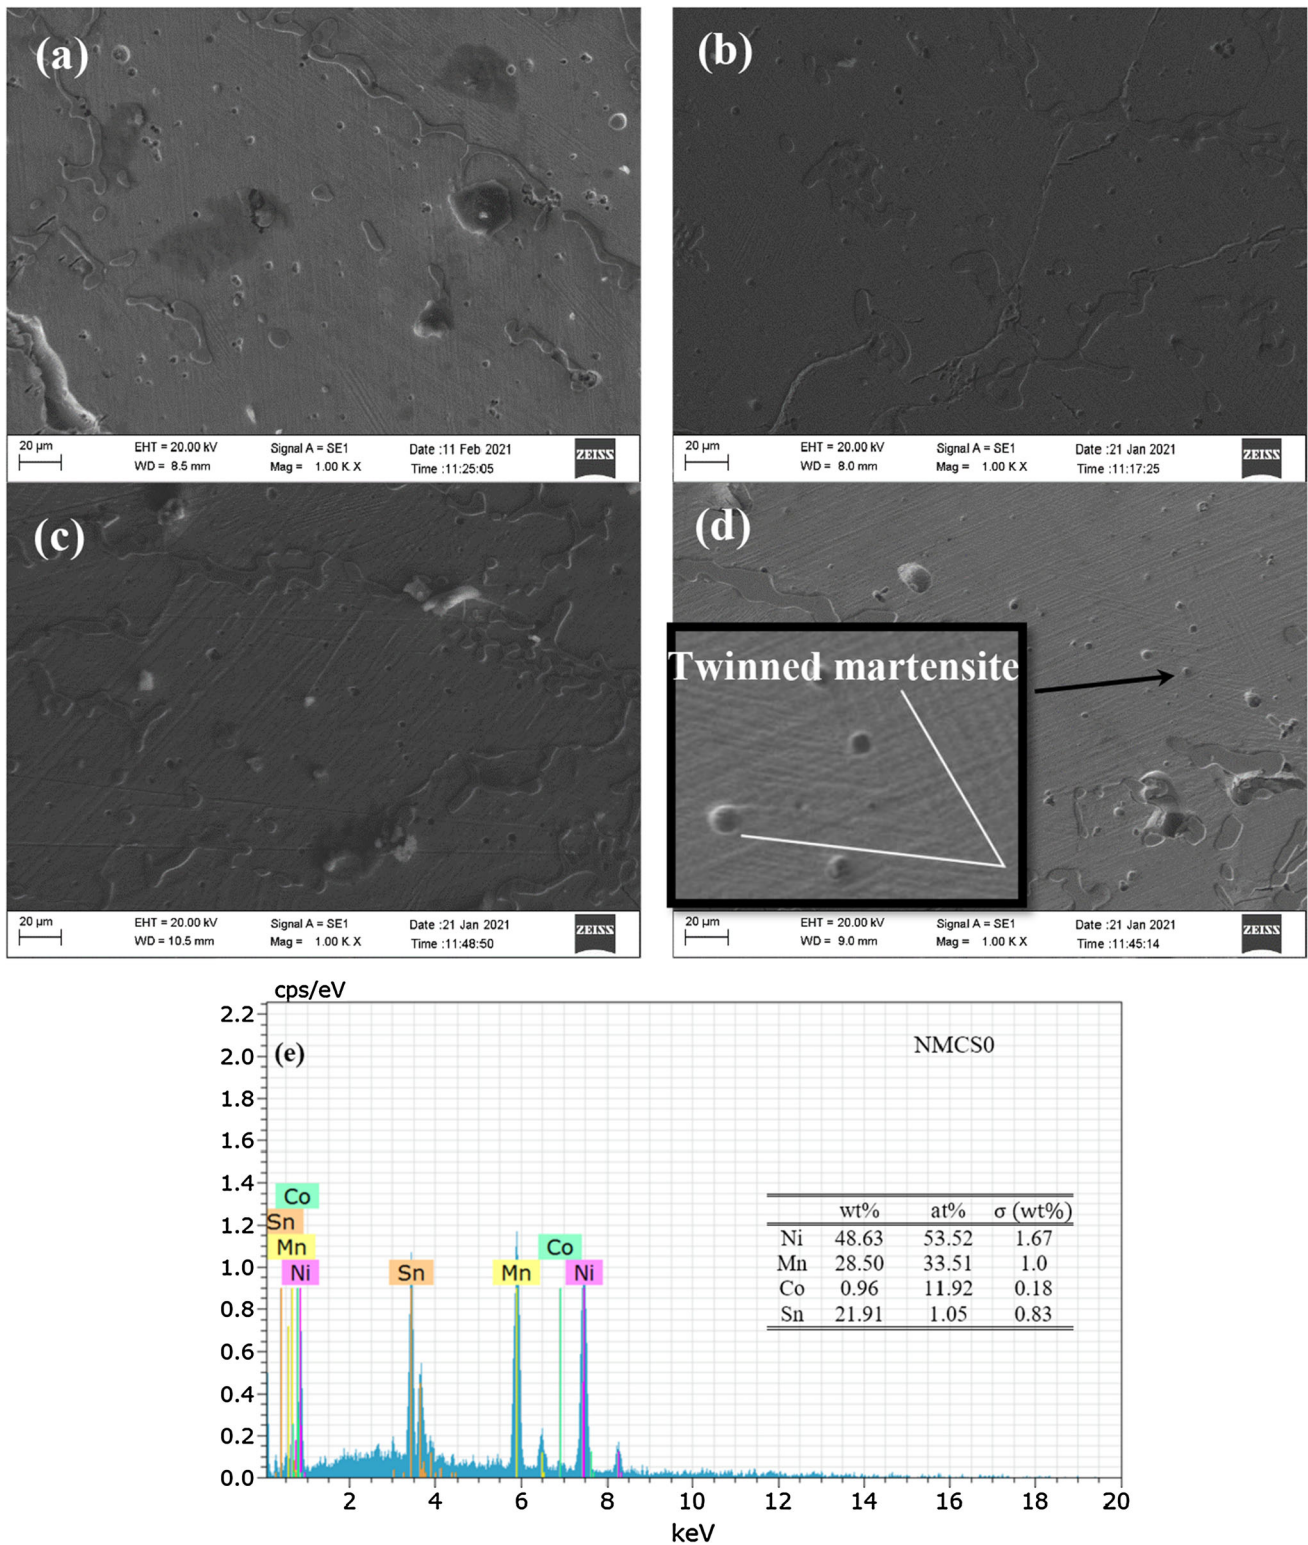 (a)
(b)
20 µm
EHT = 20.00 kV
Signal A = SE1
Date :11 Feb 2021
WD = 8.5 mm
Mag = 1.00 K X
Time :11:25:05
ZEISS
20 µm
EHT = 20.00 kV
Signal A = SE1
Date :21 Jan 2021
WD = 8.0 mm
Mag = 1.00 K X
Time :11:17:25
ZEISS
(c)
(d)
Twinned martensite
20 µm
EHT = 20.00 kV
Signal A = SE1
Date :21 Jan 2021
WD = 10.5 mm
Mag = 1.00 K X
Time :11:48:50
ZEISS
20 µm
EHT = 20.00 kV
Signal A = SE1
Date :21 Jan 2021
WD = 9.0 mm
Mag = 1.00 K X
Time :11:45:14
ZEISS
cps/eV
(e)
NMCS0
2.2
2.0
1.8
1.6
1.4
1.2
1.0
0.8
0.6
0.4
0.2
0.0
Co
Sn
Mn
Ni
Sn
Mn
Co
Ni
wt% at% σ (wt%)
Ni 48.63 53.52 1.67
Mn 28.50 33.51 1.0
Co 0.96 11.92 0.18
Sn 21.91 1.05 0.83
2 4 6 8 10 12 14 16 18 20
keV